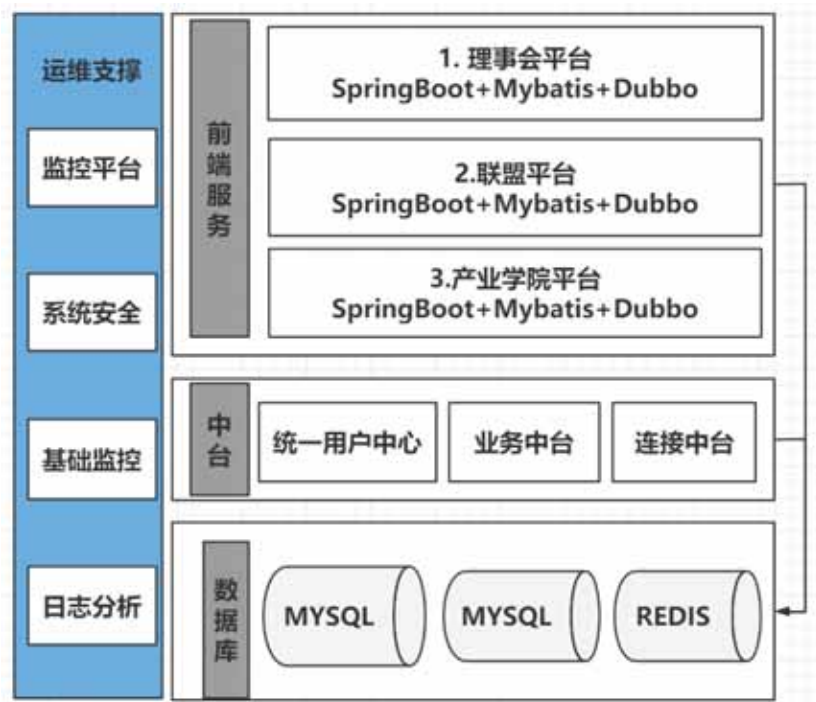 运维支撑
监控平台
系统安全
基础监控
日志分析
前端服务
1. 理事会平台
SpringBoot+Mybatis+Dubbo
2.联盟平台
SpringBoot+Mybatis+Dubbo
3.产业学院平台
SpringBoot+Mybatis+Dubbo
中台
统一用户中心
业务中台
连接中台
数据库
MYSQL
MYSQL
REDIS